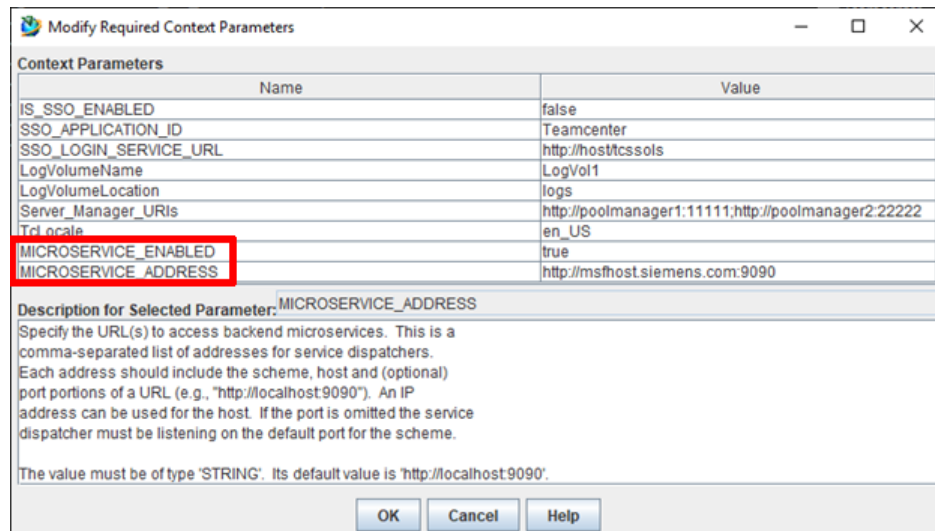 Modify Required Context Parameters
Context Parameters
Name Value
IS_SSO_ENABLED false
SSO_APPLICATION_ID Teamcenter
SSO_LOGIN_SERVICE_URL http://host/tcssols
LogVolumeName LogVol1
LogVolumeLocation logs
Server_Manager_URIs http://poolmanager1:11111;http://poolmanager2:22222
TcLocale en_US
MICROSERVICE_ENABLED true
MICROSERVICE_ADDRESS http://msfhost.siemens.com:9090
Description for Selected Parameter: MICROSERVICE_ADDRESS
Specify the URL(s) to access backend microservices. This is a
comma-separated list of addresses for service dispatchers.
Each address should include the scheme, host and (optional)
port portions of a URL (e.g., "http://localhost:9090"). An IP
address can be used for the host. If the port is omitted the service
dispatcher must be listening on the default port for the scheme.
The value must be of type 'STRING'. Its default value is 'http://localhost:9090'.
OK Cancel Help